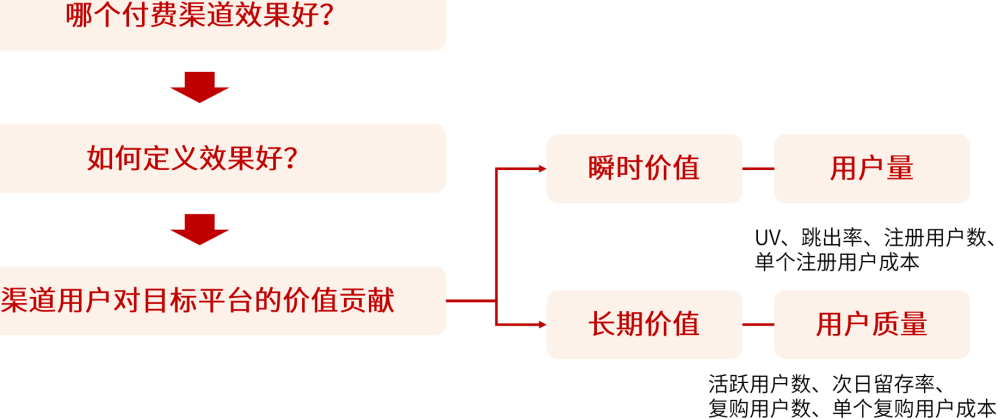 哪个付费渠道效果好？
如何定义效果好？
渠道用户对目标平台的价值贡献
瞬时价值
用户量
UV、跳出率、注册用户数、
单个注册用户成本
长期价值
用户质量
活跃用户数、次日留存率、
复购用户数、单个复购用户成本